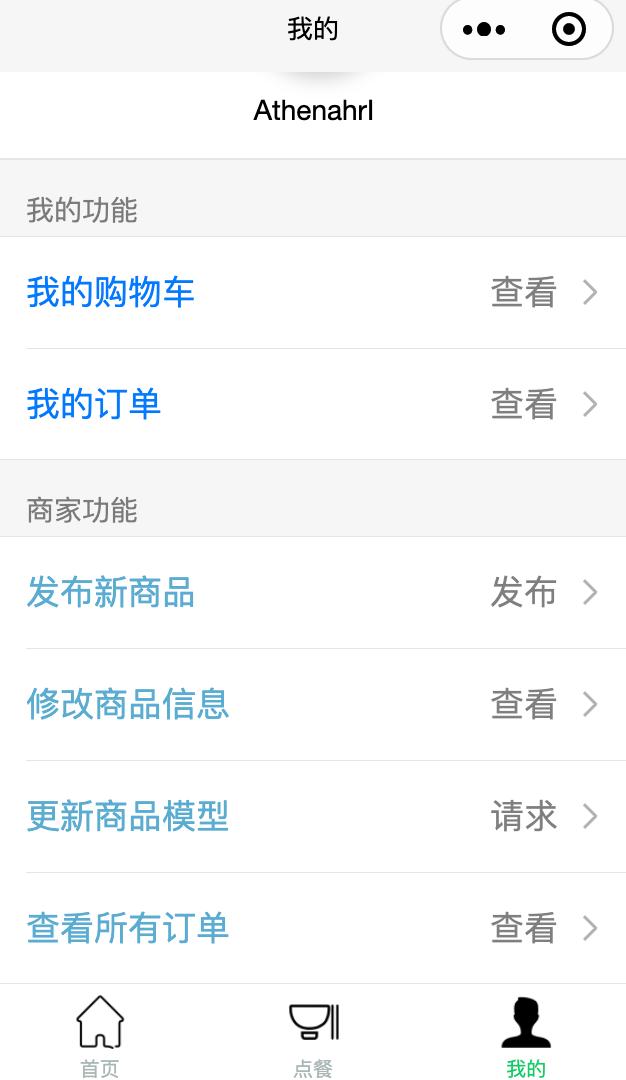 我的
Athenahrl
我的功能
我的购物车 查看
我的订单 查看
商家功能
发布新商品 发布
修改商品信息 查看
更新商品模型 请求
查看所有订单 查看
首页 点餐 我的